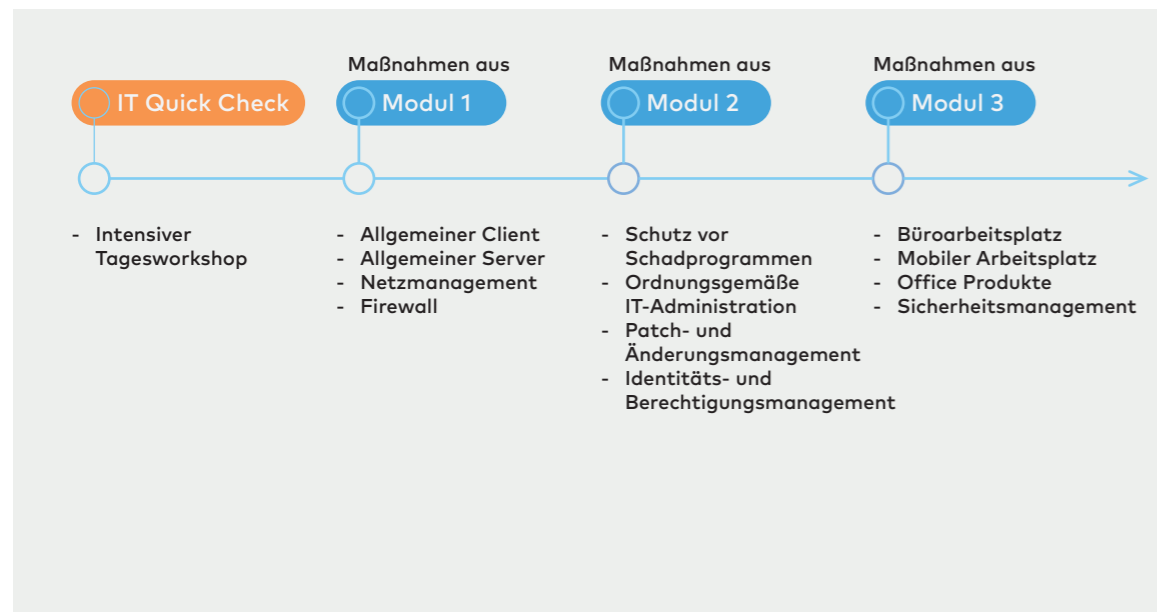 IT Quick Check
- Intensiver
Tagesworkshop
Maßnahmen aus
Modul 1
- Allgemeiner Client
- Allgemeiner Server
- Netzmanagement
- Firewall
Maßnahmen aus
Modul 2
- Schutz vor
Schadprogrammen
- Ordnungsgemäße
IT-Administration
- Patch- und
Änderungsmanagement
- Identitäts- und
Berechtigungsmanagement
Maßnahmen aus
Modul 3
- Büroarbeitsplatz
- Mobiler Arbeitsplatz
- Office Produkte
- Sicherheitsmanagement